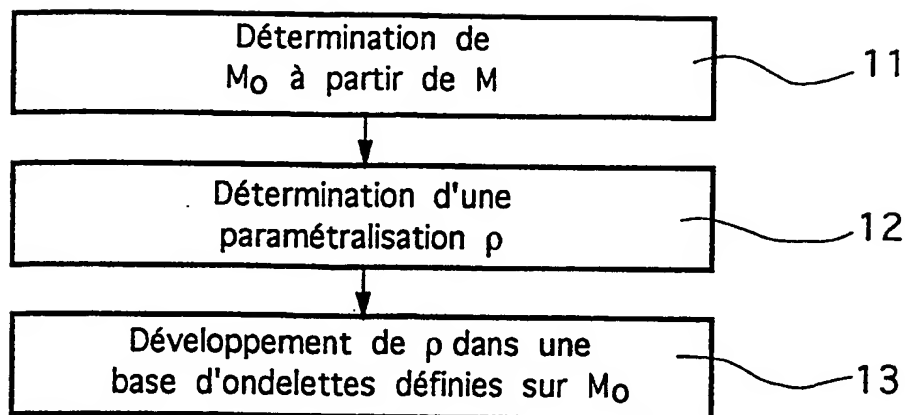 Détermination de
M₀ à partir de M
11
Détermination d'une
paramétralisation ρ
12
Développement de ρ dans une
base d'ondelettes définies sur M₀
13